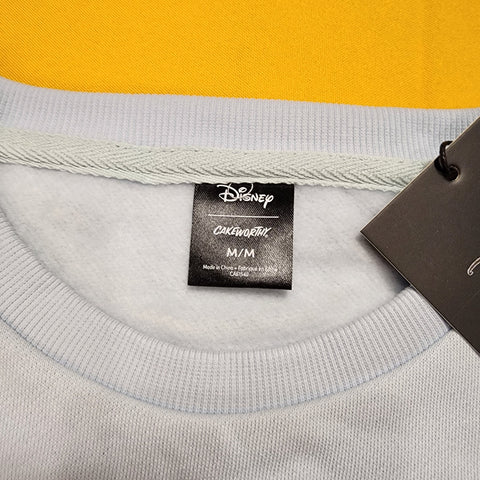 Disney
CAKEWORTHY.
M/M
Made in China • Fabriqué en Chine